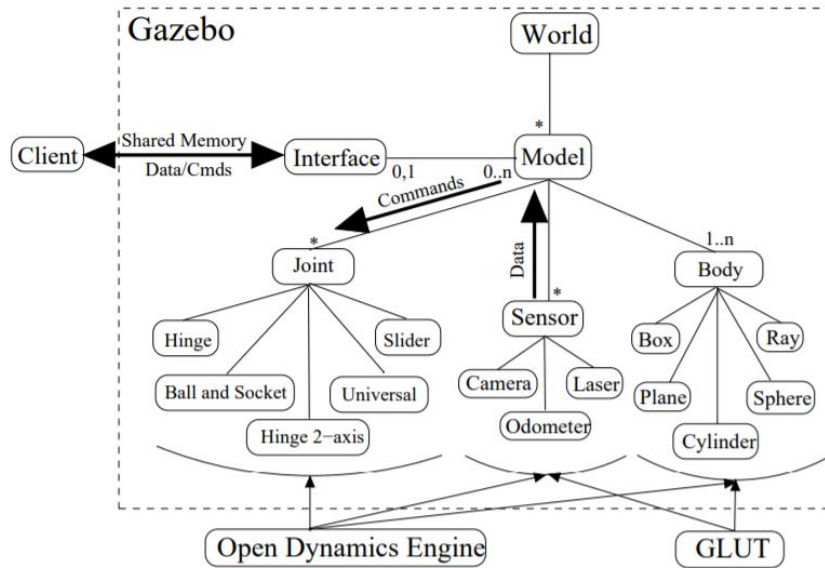 Gazebo
World
*
Shared Memory
Client
Interface
Model
Data/Cmds
0,1
0..n
Commands
Data
*
1..n
Joint
Body
*
Sensor
Hinge
Slider
Box
Ray
Camera
Laser
Ball and Socket
Universal
Plane
Sphere
Odometer
Hinge 2−axis
Cylinder
Open Dynamics Engine
GLUT